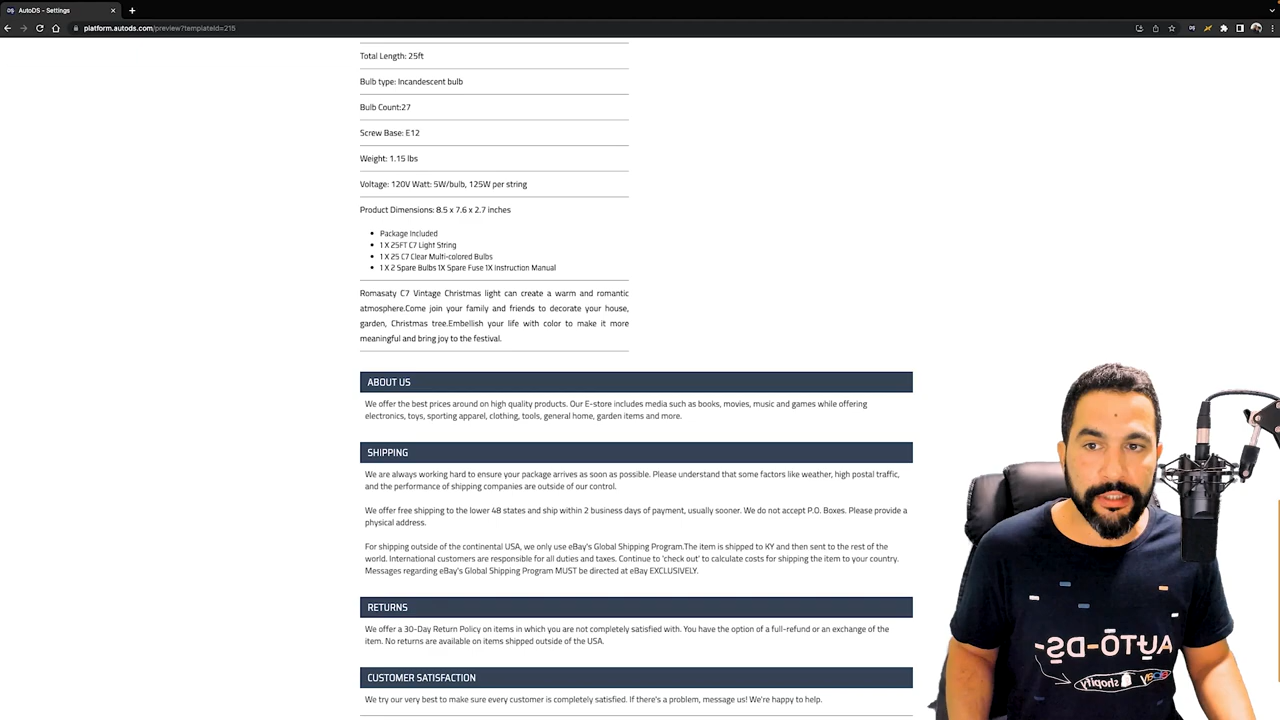 AutoDS - Settings
platform.autods.com/preview?templateId=215
Total Length: 25ft
Bulb type: Incandescent bulb
Bulb Count:27
Screw Base: E12
Weight: 1.15 lbs
Voltage: 120V Watt: 5W/bulb, 125W per string
Product Dimensions: 8.5 x 7.6 x 2.7 inches
• Package Included
• 1 X 25FT C7 Light String
• 1 X 25 C7 Clear Multi-colored Bulbs
• 1 X 2 Spare Bulbs 1X Spare Fuse 1X Instruction Manual
Romasaty C7 Vintage Christmas light can create a warm and romantic
atmosphere.Come join your family and friends to decorate your house,
garden, Christmas tree.Embellish your life with color to make it more
meaningful and bring joy to the festival.
ABOUT US
We offer the best prices around on high quality products. Our E-store includes media such as books, movies, music and games while offering
electronics, toys, sporting apparel, clothing, tools, general home, garden items and more.
SHIPPING
We are always working hard to ensure your package arrives as soon as possible. Please understand that some factors like weather, high postal traffic,
and the performance of shipping companies are outside of our control.
We offer free shipping to the lower 48 states and ship within 2 business days of payment, usually sooner. We do not accept P.O. Boxes. Please provide a
physical address.
For shipping outside of the continental USA, we only use eBay's Global Shipping Program.The item is shipped to KY and then sent to the rest of the
world. International customers are responsible for all duties and taxes. Continue to 'check out' to calculate costs for shipping the item to your country.
Messages regarding eBay's Global Shipping Program MUST be directed at eBay EXCLUSIVELY.
RETURNS
We offer a 30-Day Return Policy on items in which you are not completely satisfied with. You have the option of a full-refund or an exchange of the
item. No returns are available on items shipped outside of the USA.
CUSTOMER SATISFACTION
We try our very best to make sure every customer is completely satisfied. If there's a problem, message us! We're happy to help.
AUTO-DS-
shopify
ebay